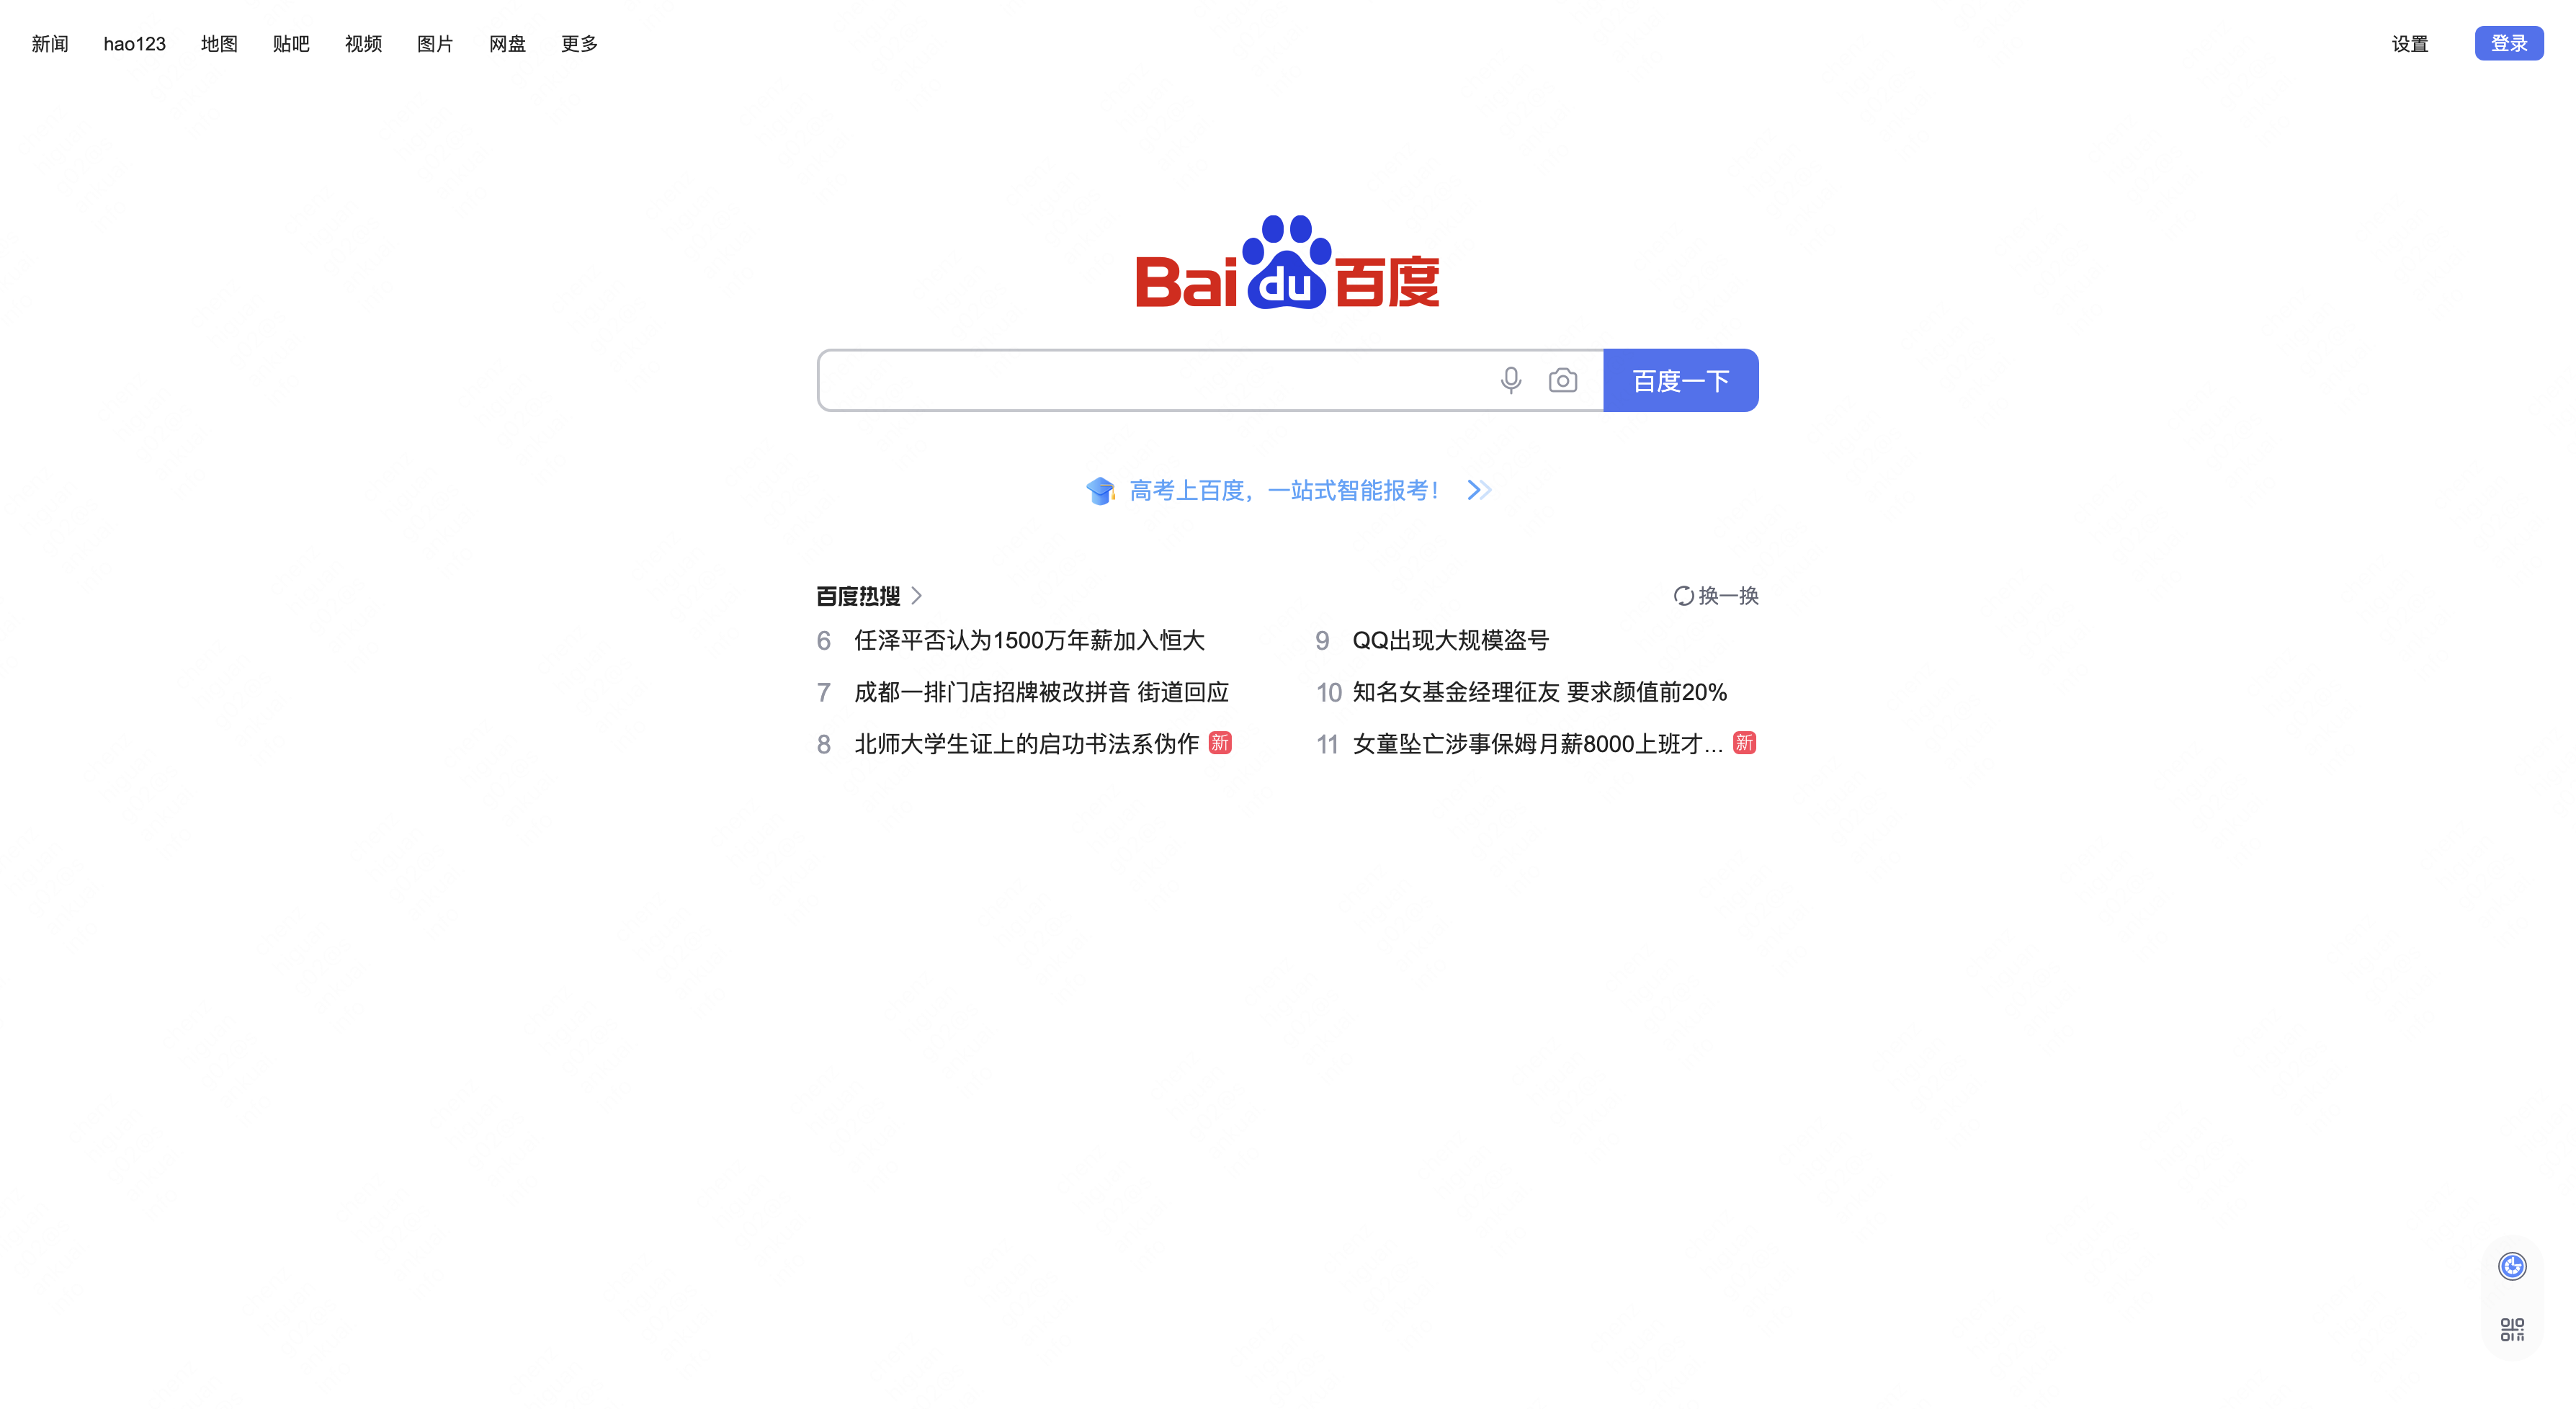 新闻 hao123 地图 贴吧 视频 图片 网盘 更多 设置 登录
Bai du 百度
百度一下
高考上百度，一站式智能报考！
百度热搜 换一换
6 任泽平否认为1500万年薪加入恒大
9 QQ出现大规模盗号
7 成都一排门店招牌被改拼音 街道回应
10 知名女基金经理征友 要求颜值前20%
8 北师大学生证上的启功书法系伪作 新
11 女童坠亡涉事保姆月薪8000上班才... 新